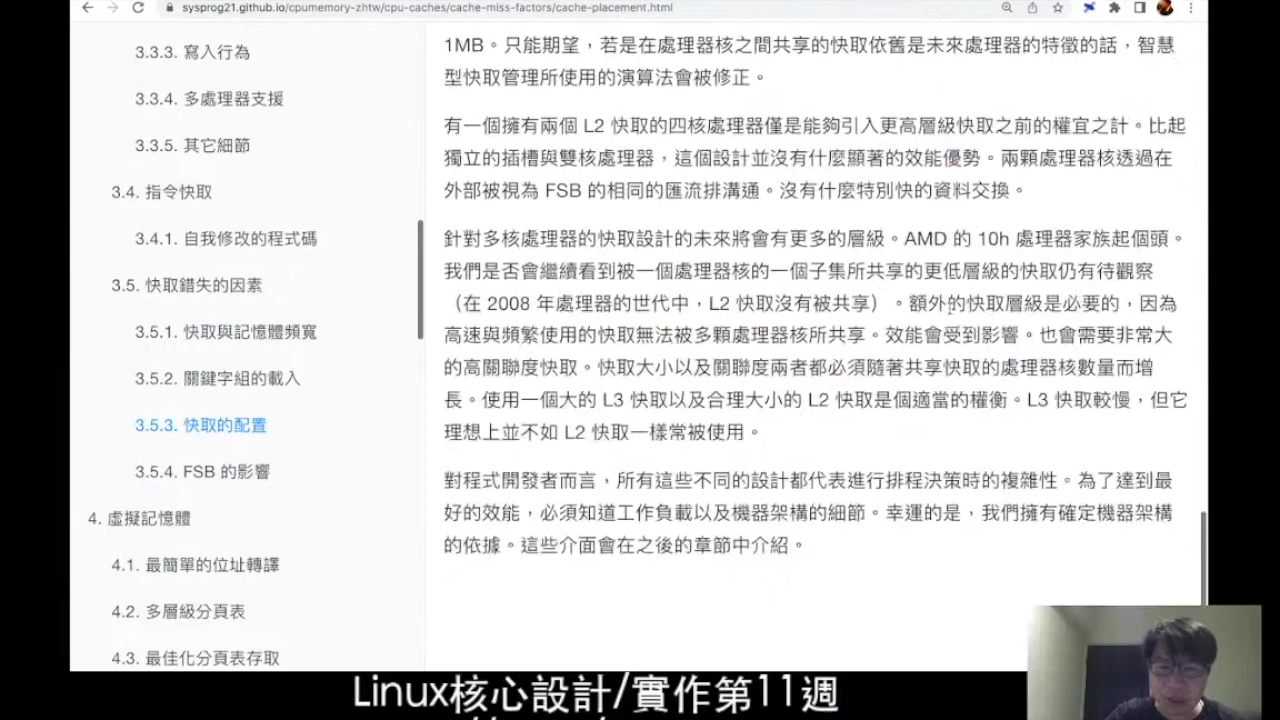 sysprog21.github.io/cpumemory-zhtw/cpu-caches/cache-miss-factors/cache-placement.html
3.3.3. 寫入行為
3.3.4. 多處理器支援
3.3.5. 其它細節
3.4. 指令快取
3.4.1. 自我修改的程式碼
3.5. 快取錯失的因素
3.5.1. 快取與記憶體頻寬
3.5.2. 關鍵字組的載入
3.5.3. 快取的配置
3.5.4. FSB 的影響
4. 虛擬記憶體
4.1. 最簡單的位址轉譯
4.2. 多層級分頁表
4.3. 最佳化分頁表存取
1MB。只能期望，若是在處理器核之間共享的快取依舊是未來處理器的特徵的話，智慧
型快取管理所使用的演算法會被修正。
有一個擁有兩個 L2 快取的四核處理器僅是能夠引入更高層級快取之前的權宜之計。比起
獨立的插槽與雙核處理器，這個設計並沒有什麼顯著的效能優勢。兩顆處理器核透過在
外部被視為 FSB 的相同的匯流排溝通。沒有什麼特別快的資料交換。
針對多核處理器的快取設計的未來將會有更多的層級。AMD 的 10h 處理器家族起個頭。
我們是否會繼續看到被一個處理器核的一個子集所共享的更低層級的快取仍有待觀察
（在 2008 年處理器的世代中，L2 快取沒有被共享）。額外的快取層級是必要的，因為
高速與頻繁使用的快取無法被多顆處理器核所共享。效能會受到影響。也會需要非常大
的高關聯度快取。快取大小以及關聯度兩者都必須隨著共享快取的處理器核數量而增
長。使用一個大的 L3 快取以及合理大小的 L2 快取是個適當的權衡。L3 快取較慢，但它
理想上並不如 L2 快取一樣常被使用。
對程式開發者而言，所有這些不同的設計都代表進行排程決策時的複雜性。為了達到最
好的效能，必須知道工作負載以及機器架構的細節。幸運的是，我們擁有確定機器架構
的依據。這些介面會在之後的章節中介紹。
Linux核心設計/實作第11週